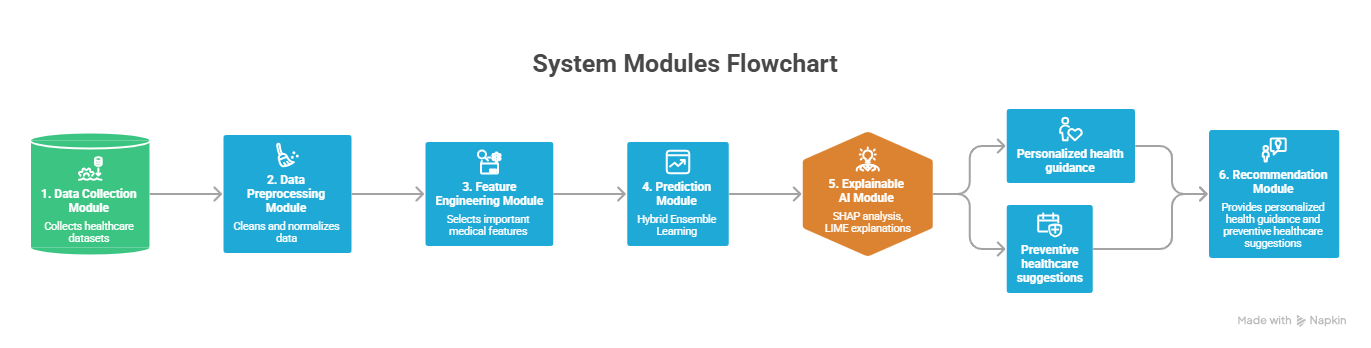 System Modules Flowchart
1. Data Collection
Module
Collects healthcare
datasets
2. Data
Preprocessing
Module
Cleans and normalizes
data
3. Feature
Engineering Module
Selects important
medical features
4. Prediction
Module
Hybrid Ensemble
Learning
5. Explainable
AI Module
SHAP analysis,
LIME explanations
Personalized health
guidance
Preventive
healthcare
suggestions
6. Recommendation
Module
Provides personalized
health guidance and
preventive healthcare
suggestions
Made with Napkin